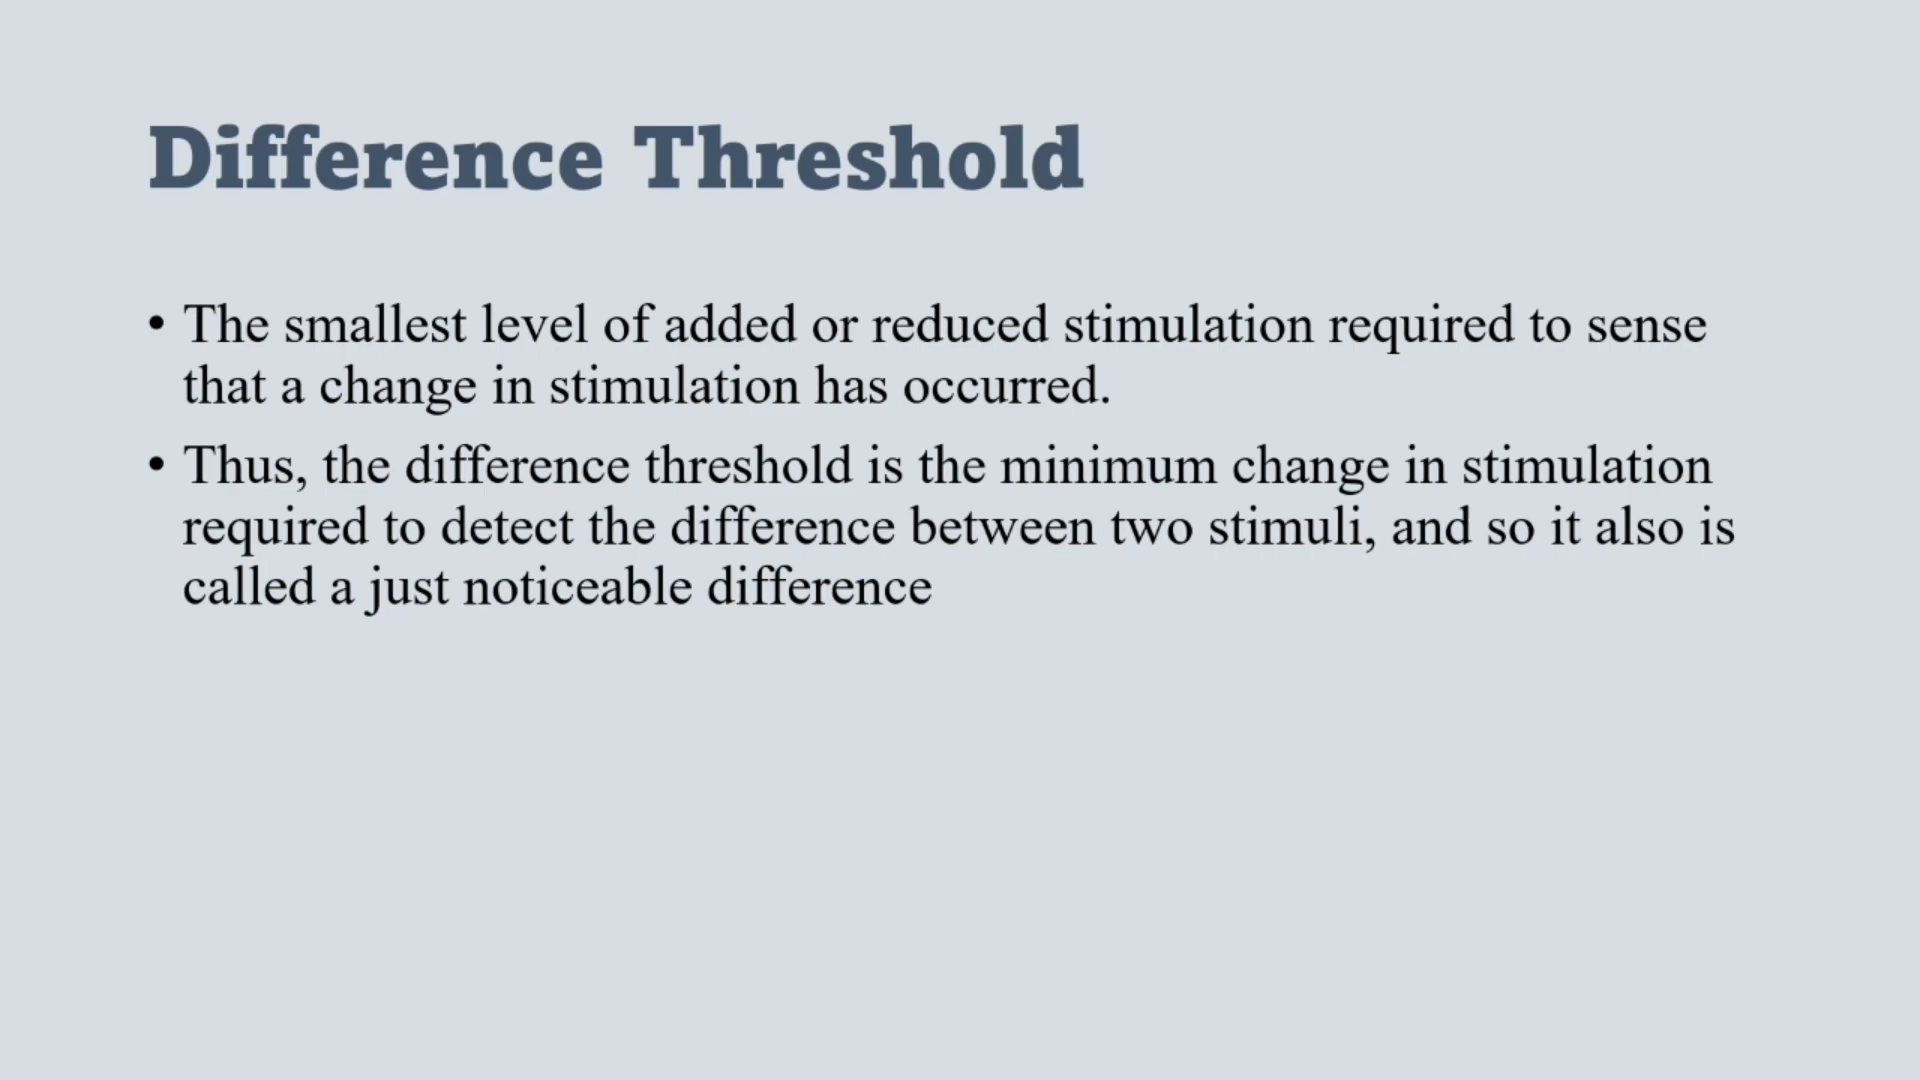 Difference Threshold
• The smallest level of added or reduced stimulation required to sense
that a change in stimulation has occurred.
• Thus, the difference threshold is the minimum change in stimulation
required to detect the difference between two stimuli, and so it also is
called a just noticeable difference